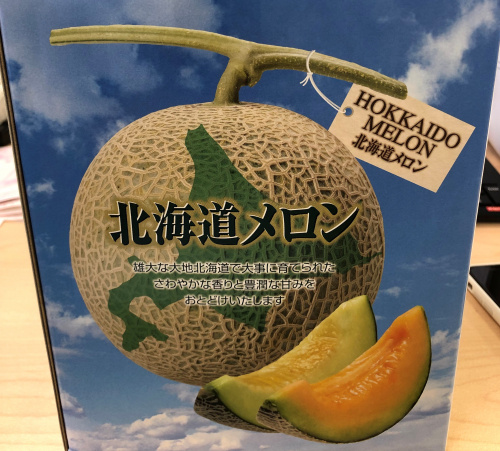 HOKKAIDO
MELON
北海道メロン
北海道メロン
雄大な大地北海道で大事に育てられた
さわやかな香りと豊潤な甘みを
おとどけいたします